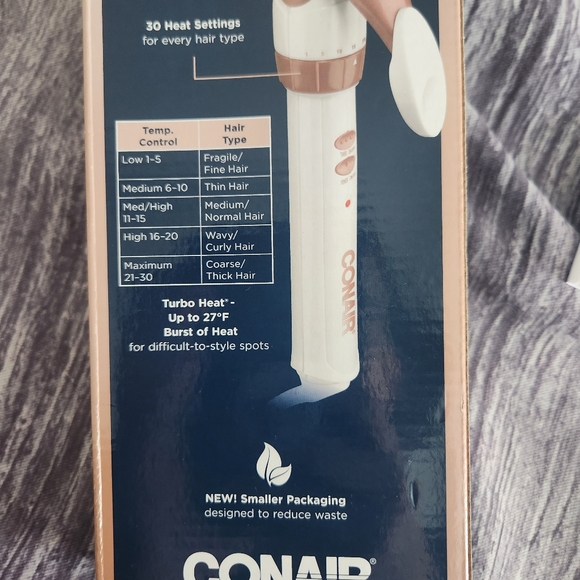 30 Heat Settings
for every hair type
Temp. Control | Hair Type
Low 1-5 | Fragile/ Fine Hair
Medium 6-10 | Thin Hair
Med/High 11-15 | Medium/ Normal Hair
High 16-20 | Wavy/ Curly Hair
Maximum 21-30 | Coarse/ Thick Hair
Turbo Heat® -
Up to 27°F
Burst of Heat
for difficult-to-style spots
CONAIR
NEW! Smaller Packaging
designed to reduce waste
CONAIR®